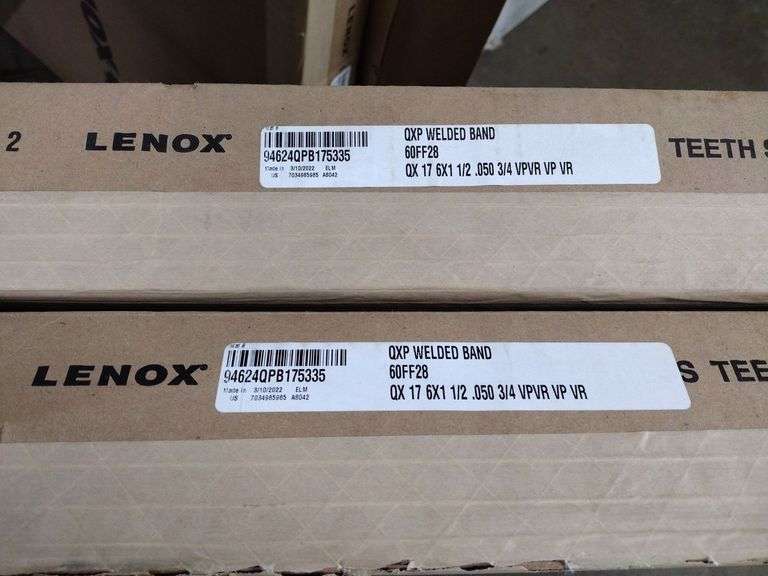 2 LENOX® TEETH S
94624QPB175335
Made in 3/10/2022 ELM
US 7034985985 A8042
QXP WELDED BAND
60FF28
QX 17 6X1 1/2 .050 3/4 VPVR VP VR
LENOX® S TEE
94624QPB175335
Made in 3/10/2022 ELM
US 7034985985 A8042
QXP WELDED BAND
60FF28
QX 17 6X1 1/2 .050 3/4 VPVR VP VR